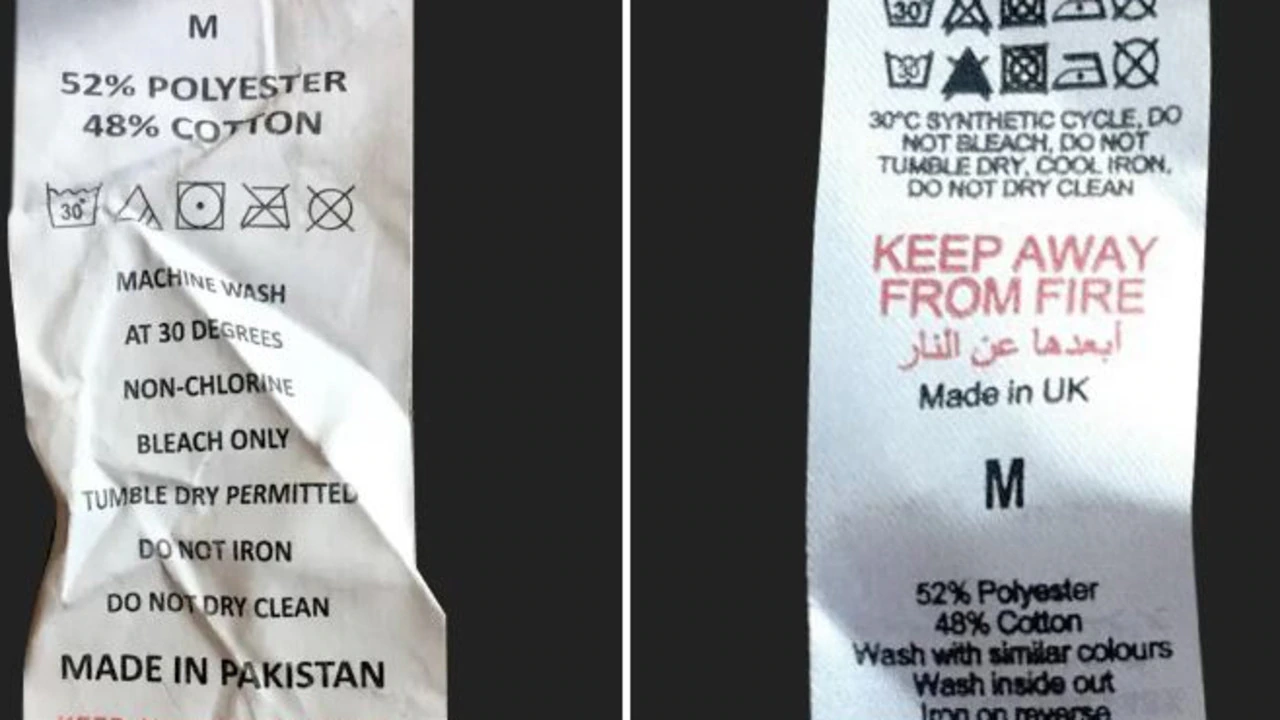 M
52% POLYESTER
48% COTTON
30°
MACHINE WASH
AT 30 DEGREES
NON-CHLORINE
BLEACH ONLY
TUMBLE DRY PERMITTED
DO NOT IRON
DO NOT DRY CLEAN
MADE IN PAKISTAN
KEEP
30
30
30°C SYNTHETIC CYCLE, DO
NOT BLEACH, DO NOT
TUMBLE DRY, COOL IRON,
DO NOT DRY CLEAN
KEEP AWAY
FROM FIRE
أبعدها عن النار
Made in UK
M
52% Polyester
48% Cotton
Wash with similar colours
Wash inside out
Iron on reverse